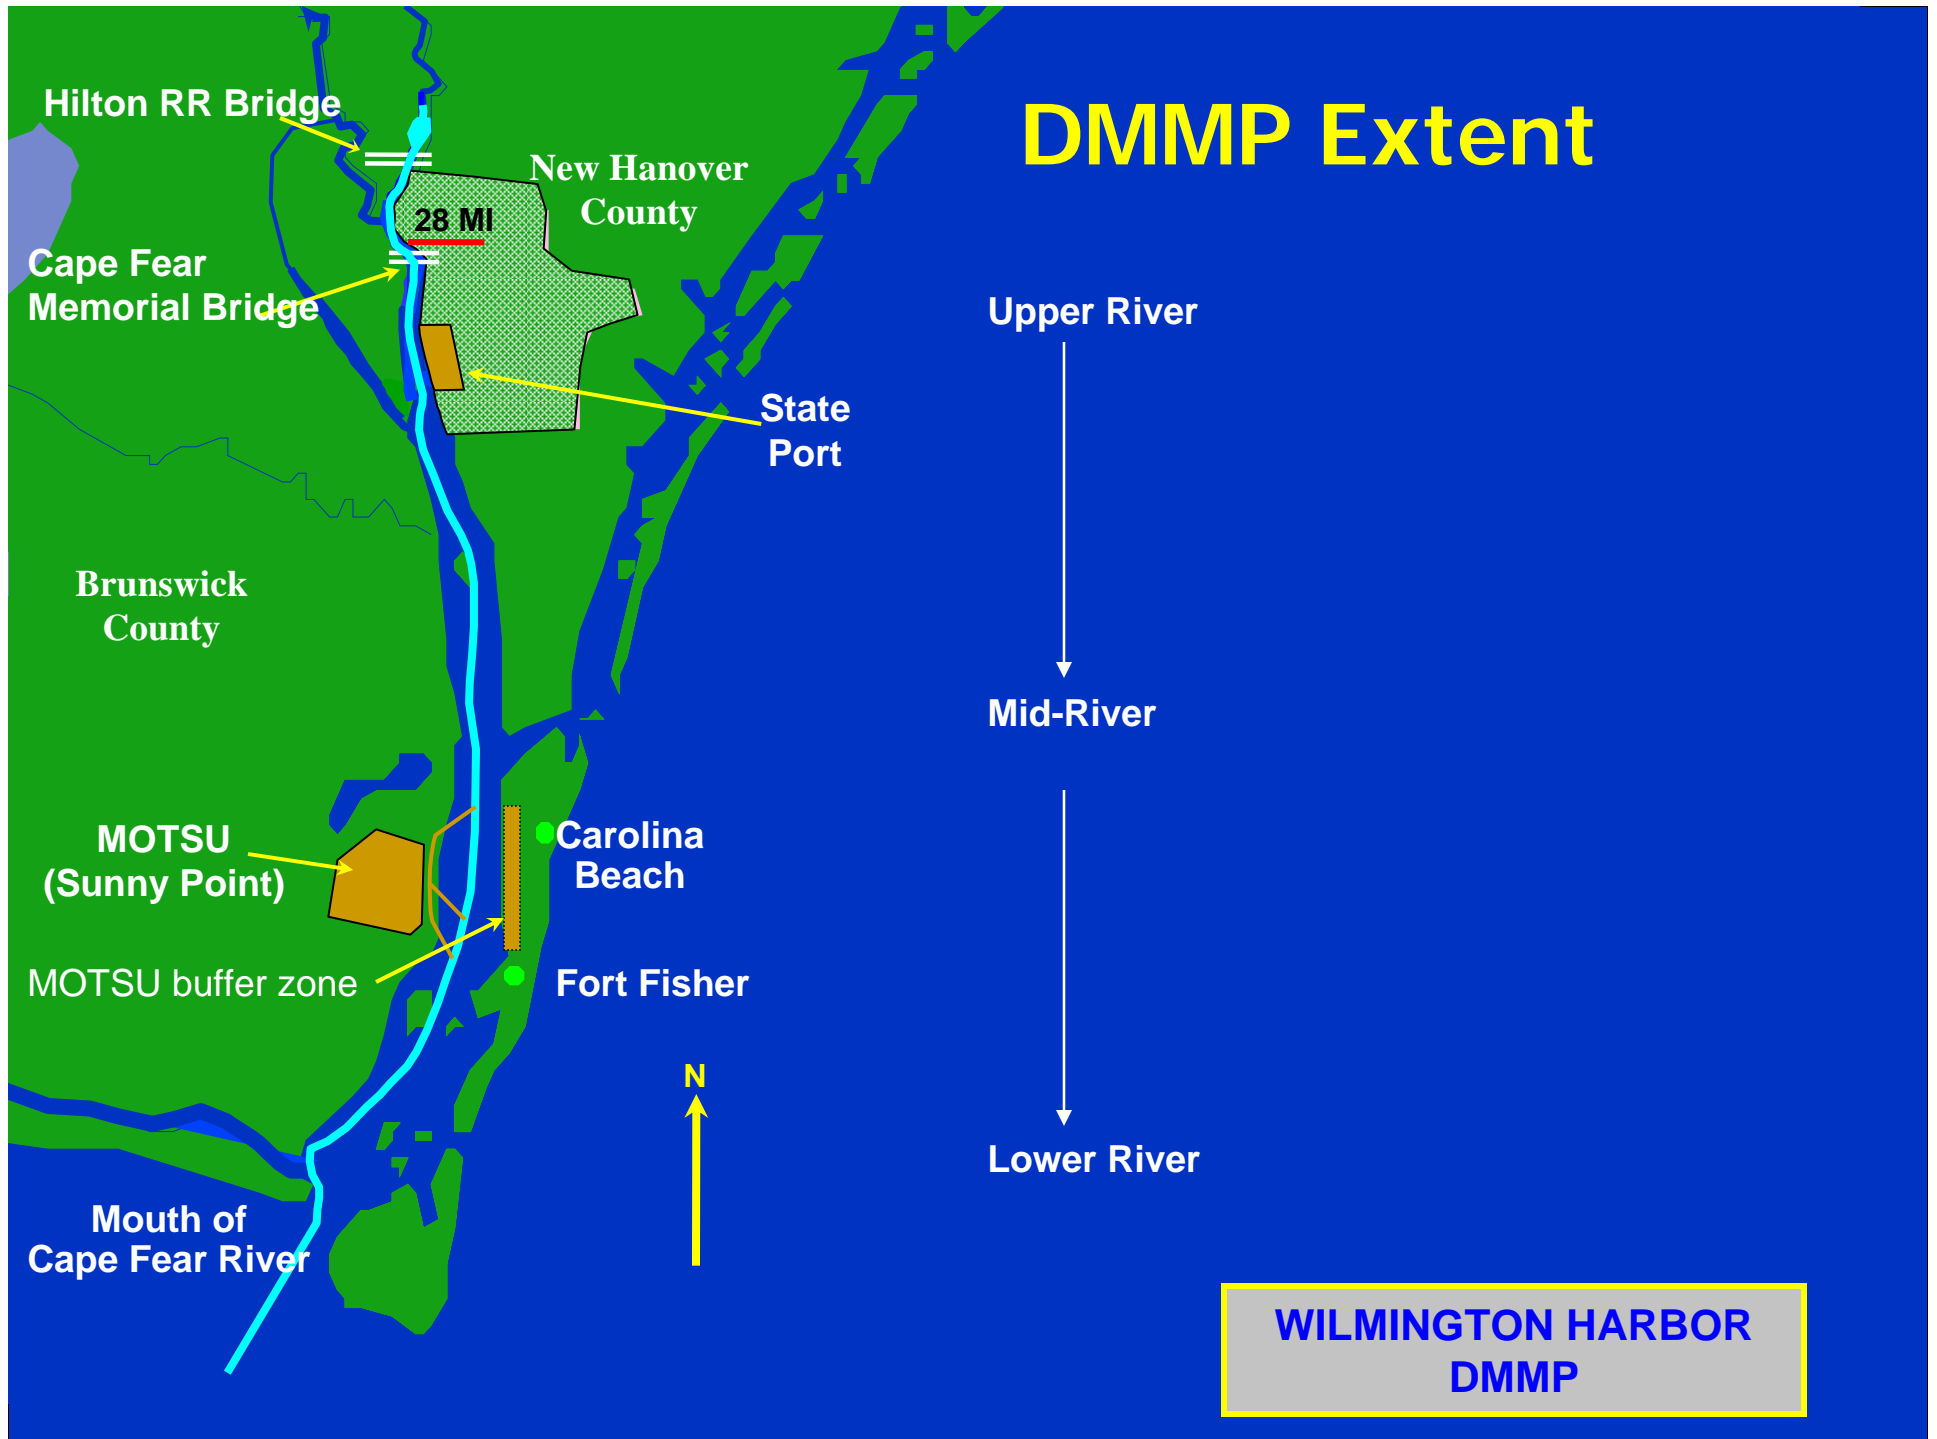 DMMP Extent
Hilton RR Bridge
New Hanover
County
28 MI
Cape Fear
Memorial Bridge
Upper River
State
Port
Brunswick
County
Mid-River
MOTSU
(Sunny Point)
Carolina
Beach
MOTSU buffer zone
Fort Fisher
N
Lower River
Mouth of
Cape Fear River
WILMINGTON HARBOR
DMMP